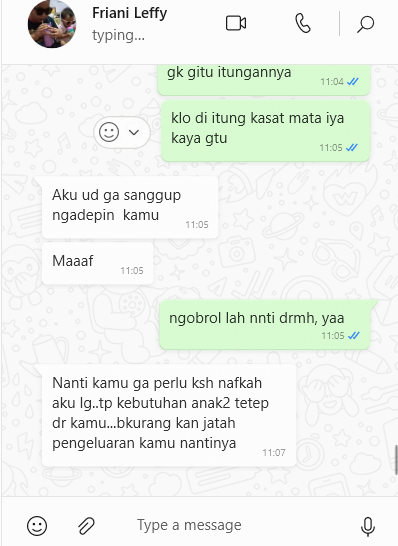 Friani Leffy
typing...
gk gitu itungannya
11:04
klo di itung kasat mata iya
kaya gtu
11:05
Aku ud ga sanggup
ngadepin kamu
11:05
Maaaf
11:05
ngobrol lah nnti drmh, yaa
11:05
Nanti kamu ga perlu ksh nafkah
aku lg..tp kebutuhan anak2 tetep
dr kamu...bkurang kan jatah
pengeluaran kamu nantinya
11:07
Type a message